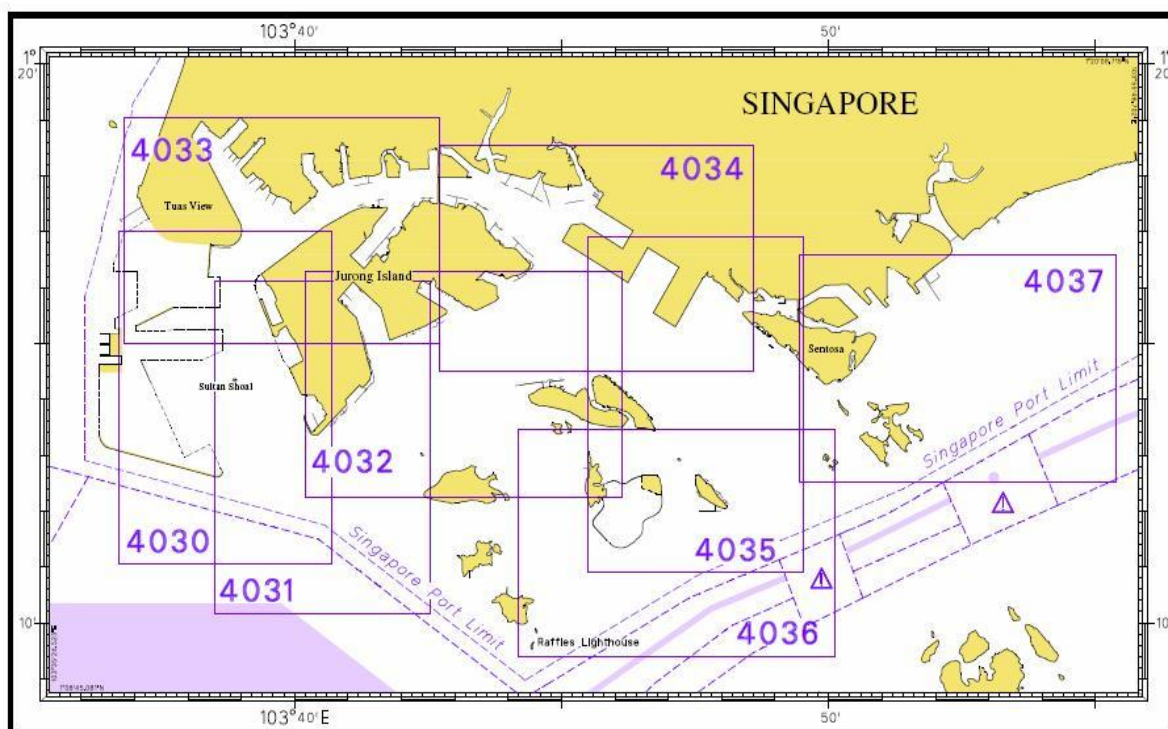 103°40'
50'
1°
20'
1°
20'
SINGAPORE
4033
4034
Tuas View
4037
Jurong Island
Sentosa
Sultan Shoal
Singapore Port Limit
4032
4030
4035
4031
Singapore Port Limit
4036
Raffles Lighthouse
10'
10'
103°40' E
50'